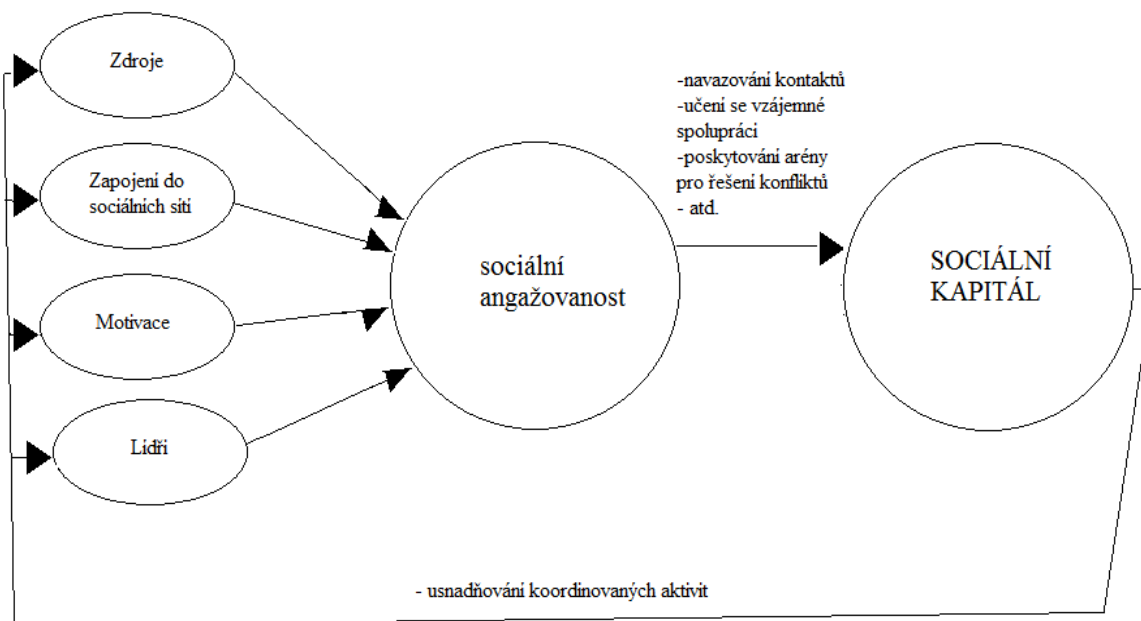 Zdroje
Zapojení do
sociálních sití
Motivace
Lidři
sociální
angažovanost
-navazování kontaktů
-učení se vzájemné
spolupráci
-poskytování arény
pro řešení konfliktů
- atd.
SOCIÁLNÍ
KAPITÁL
- usnadňování koordinovaných aktivit